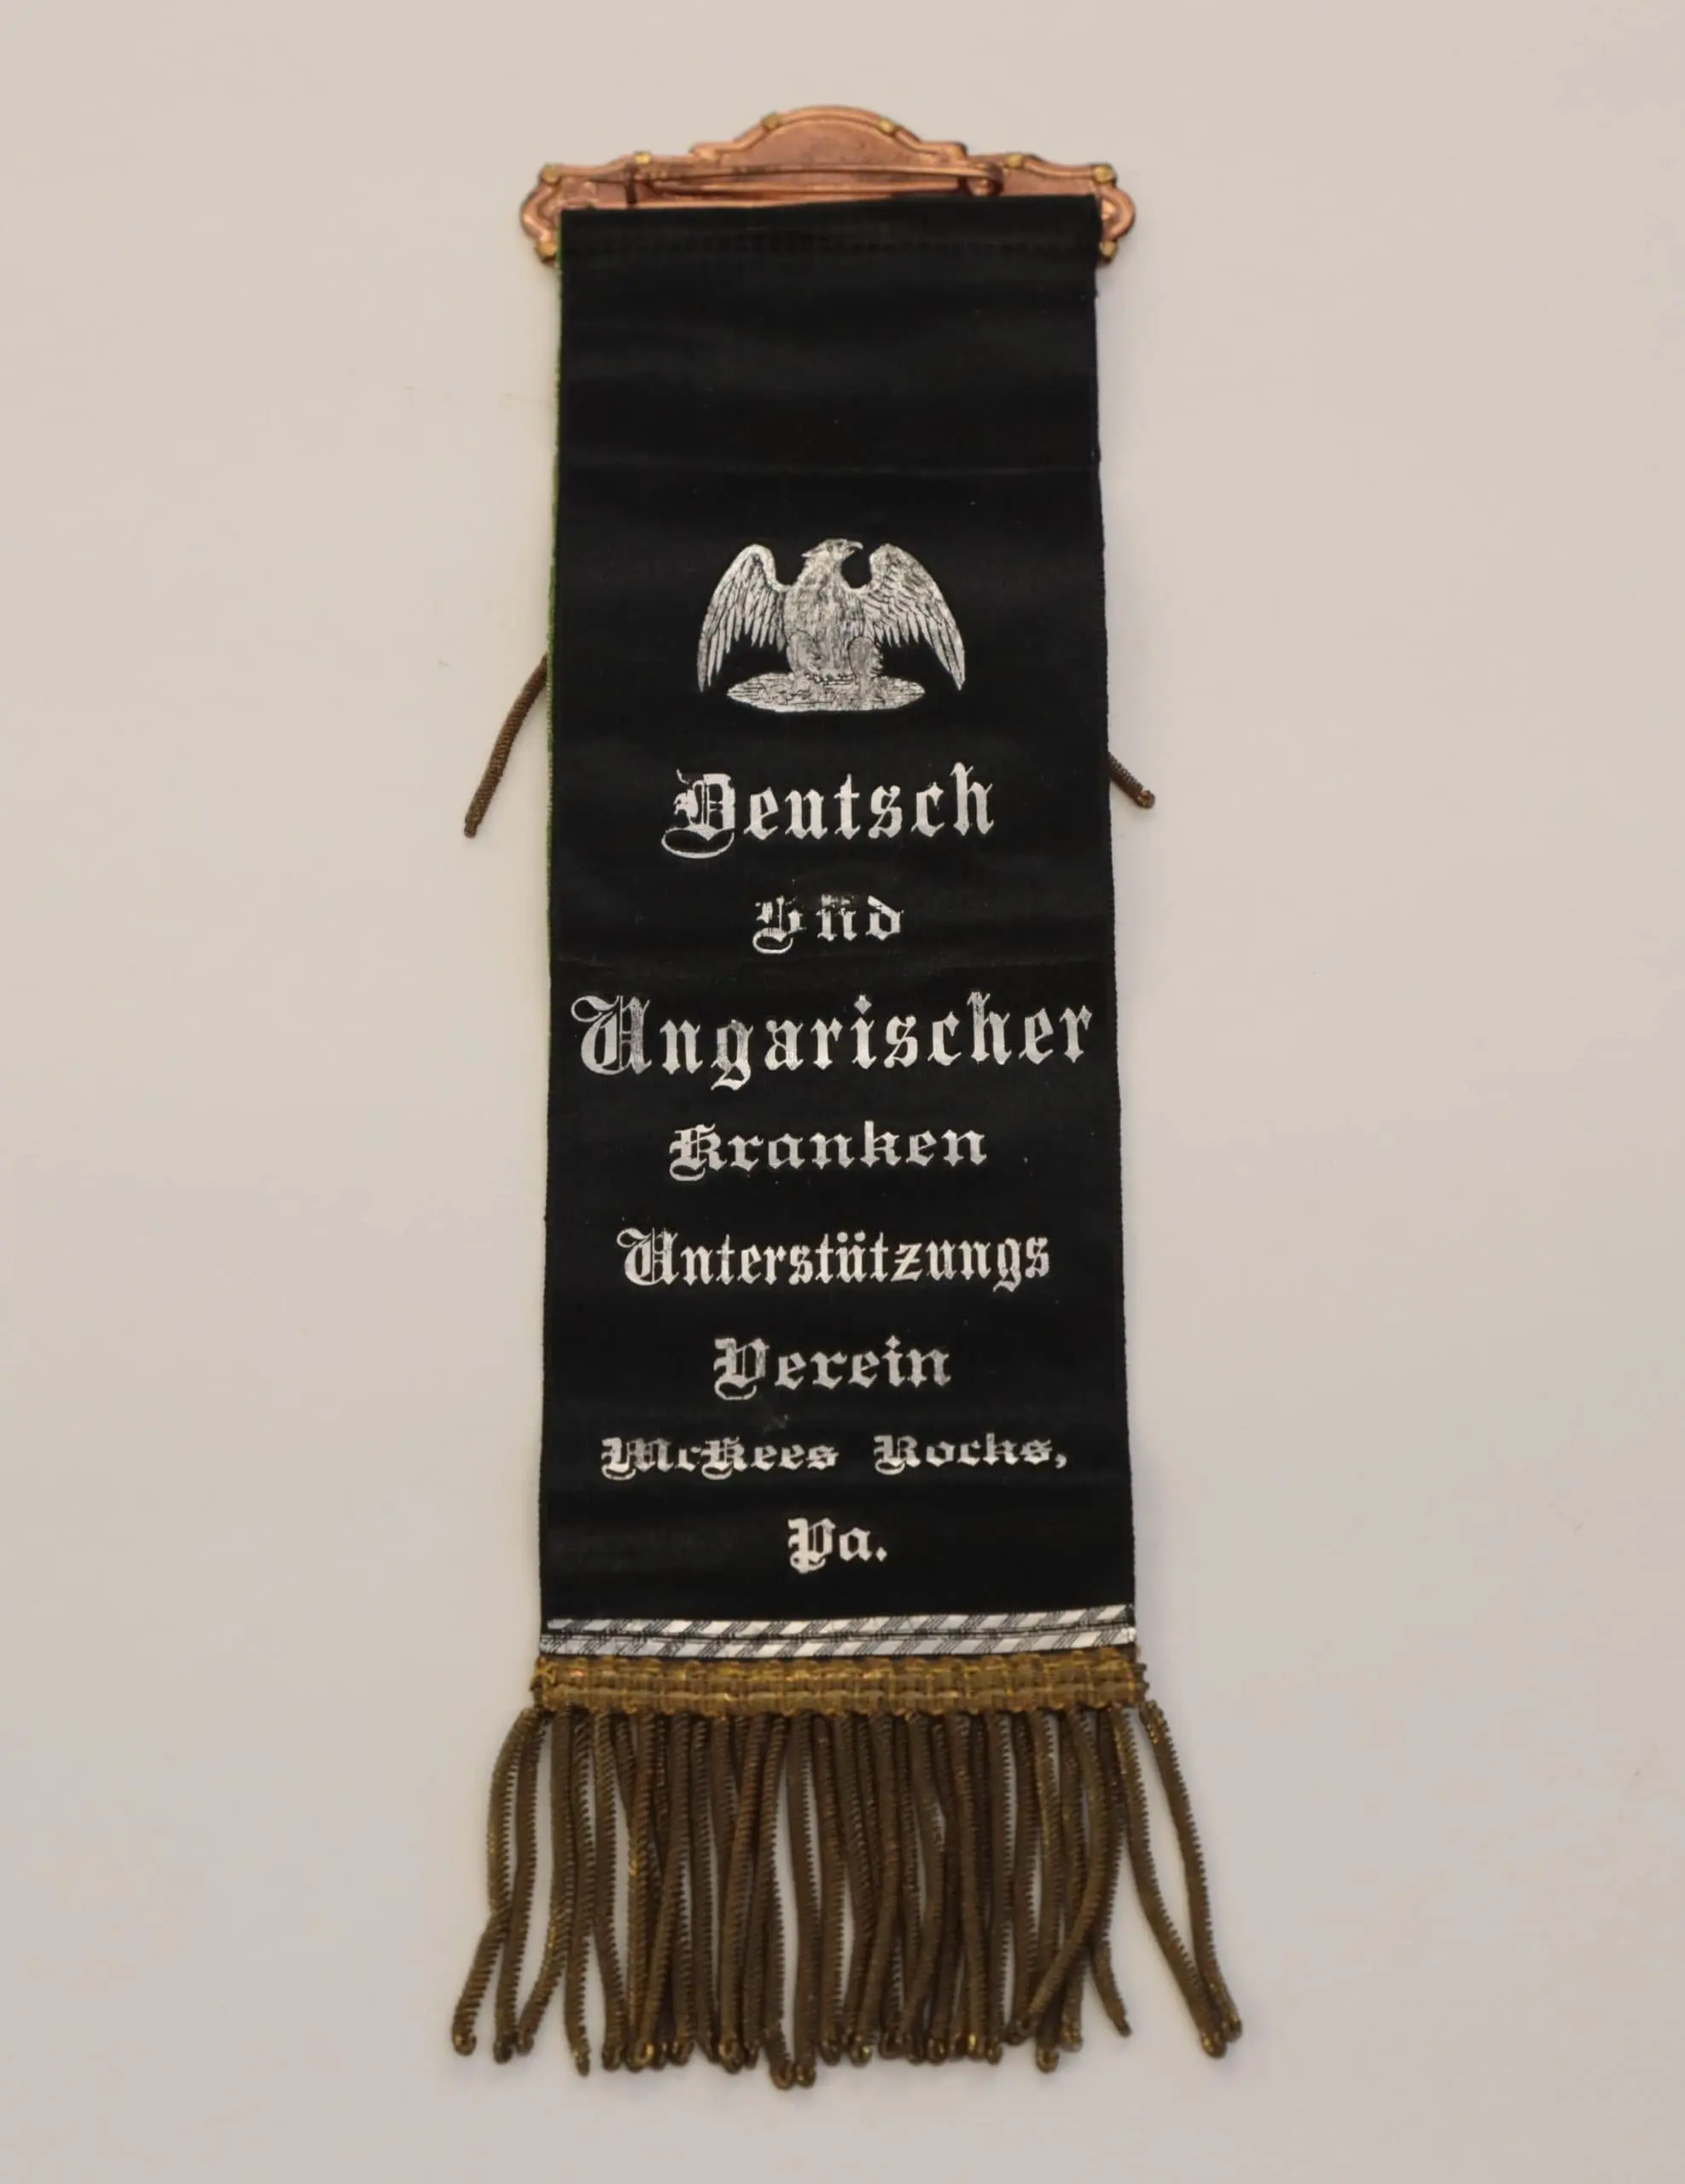 Deutsch
Und
Ungarischer
Kranken
Unterstützungs
Verein
McKees Rocks,
Pa.